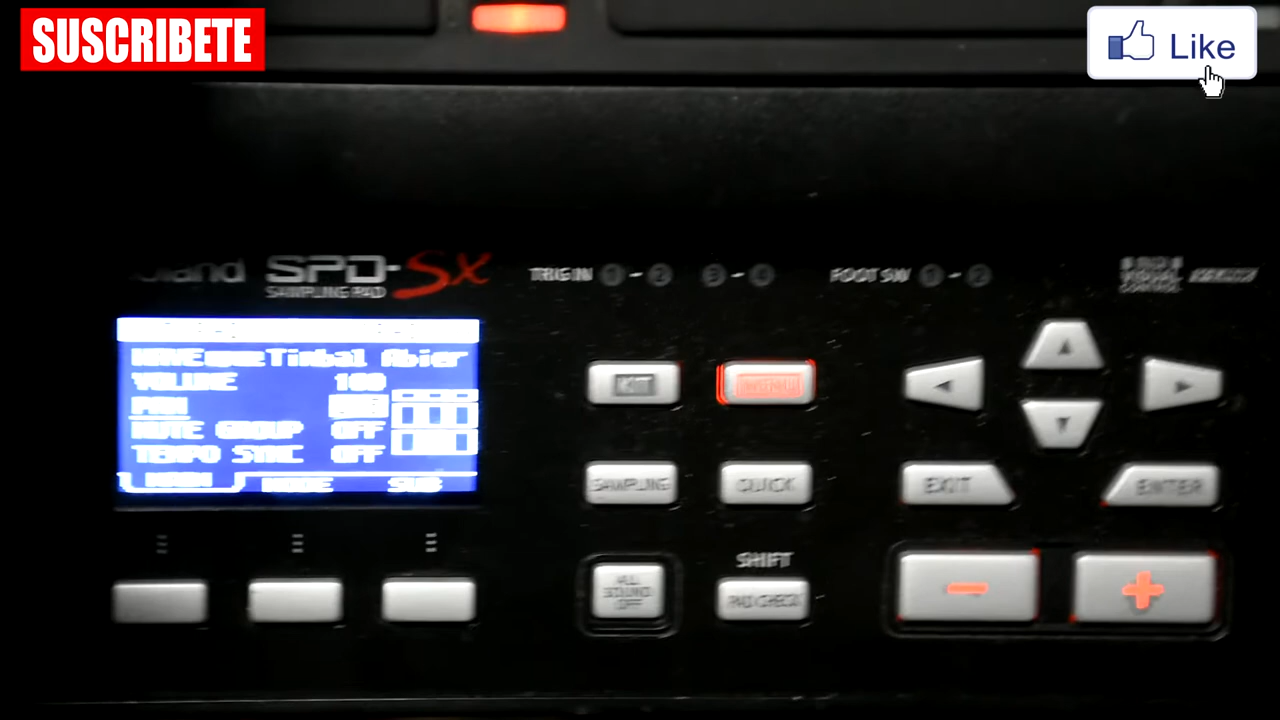 SUSCRIBETE
Like
Roland SPD-SX
SAMPLING PAD
TRIG IN 1 - 2 3 - 4
FOOT SW 1 - 2
VISUAL
CONTROL
WAVE Timbal Abier
VOLUME 100
PAN
MUTE GROUP OFF
TEMPO SYNC OFF
MAIN MODE SUB
KIT
SAMPLING
QUICK
EXIT
ENTER
ALL
SOUND
OFF
SHIFT
PAD CHECK
- +